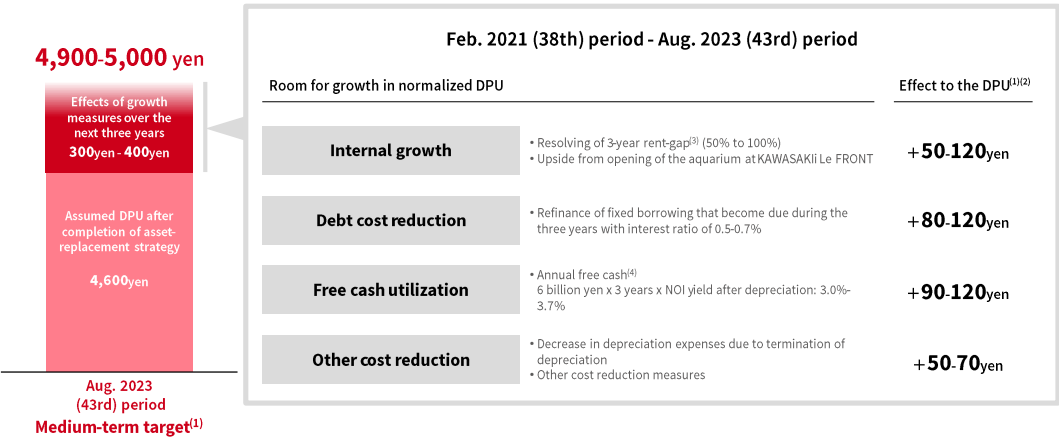 4,900-5,000 yen
Effects of growth
measures over the
next three years
300yen - 400yen
Assumed DPU after
completion of asset-
replacement strategy
4,600yen
Aug. 2023
(43rd) period
Medium-term target(1)
Feb. 2021 (38th) period - Aug. 2023 (43rd) period
Room for growth in normalized DPU
Effect to the DPU(1)(2)
Internal growth
• Resolving of 3-year rent-gap(3) (50% to 100%)
• Upside from opening of the aquarium at KAWASAKIi Le FRONT
+50-120yen
Debt cost reduction
• Refinance of fixed borrowing that become due during the
three years with interest ratio of 0.5-0.7%
+80-120yen
Free cash utilization
• Annual free cash(4)
6 billion yen x 3 years x NOI yield after depreciation: 3.0%-
3.7%
+90-120yen
Other cost reduction
• Decrease in depreciation expenses due to termination of
depreciation
• Other cost reduction measures
+50-70yen